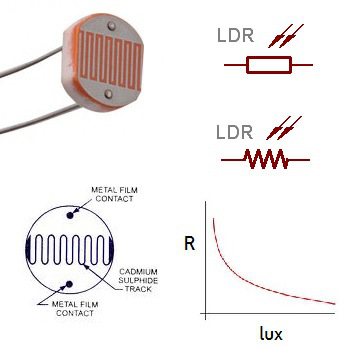 LDR
LDR
METAL FILM
CONTACT
CADMIUM
SULPHIDE
TRACK
METAL FILM
CONTACT
R
lux